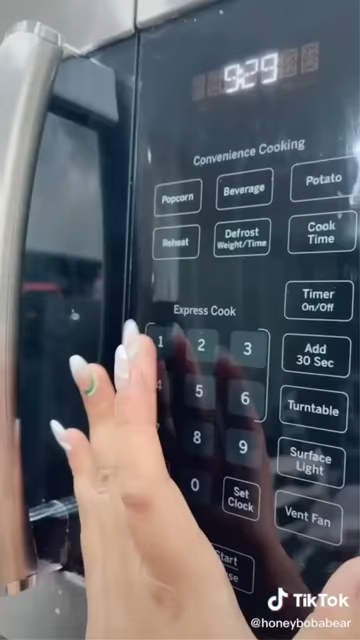 9:29
Convenience Cooking
Popcorn
Beverage
Potato
Reheat
Defrost
Weight/Time
Cook
Time
Express Cook
Timer
On/Off
1 2 3
Add
30 Sec
4 5 6
Turntable
8 9
Surface
Light
0
Set
Clock
Vent Fan
Start
TikTok
@honeybobabear